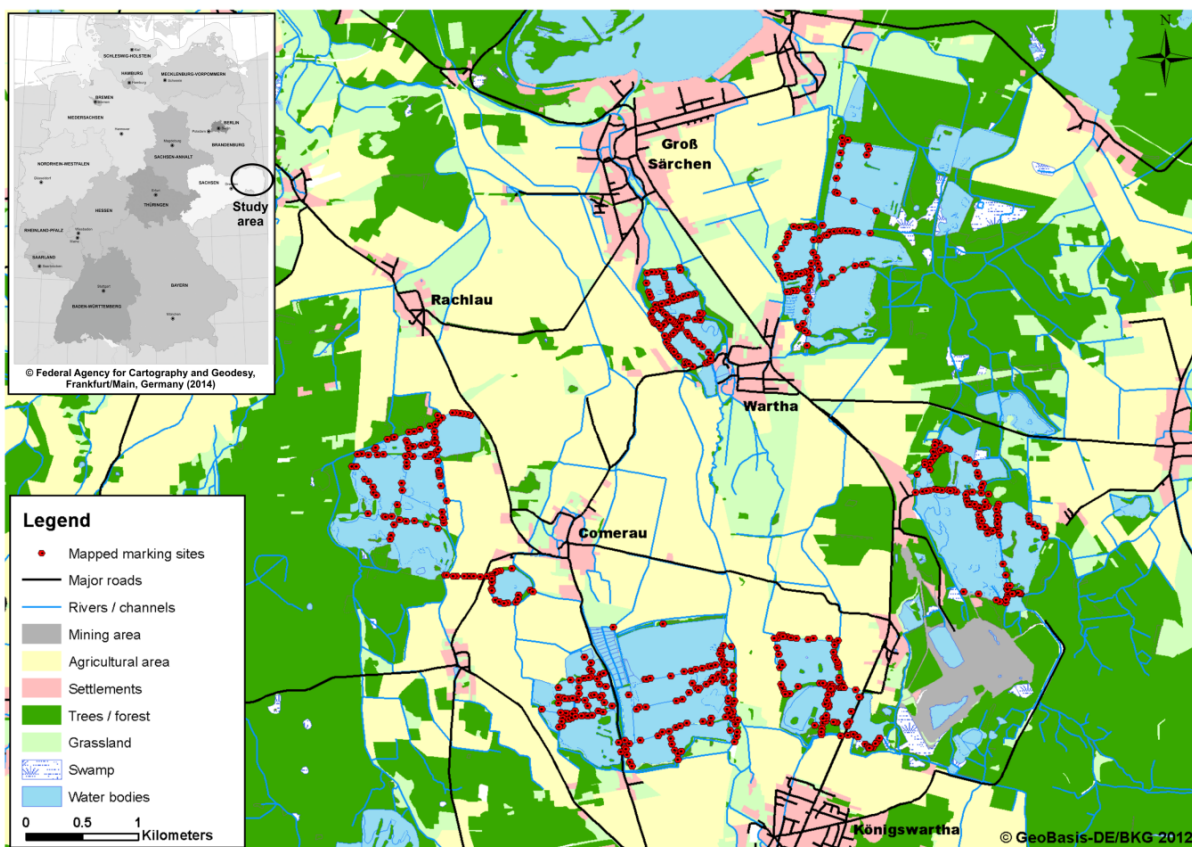 SCHLESWIG-HOLSTEIN
HAMBURG
MECKLENBURG-VORPOMMERN
BREMEN
NIEDERSACHSEN
BERLIN
BRANDENBURG
SACHSEN-ANHALT
NORDRHEIN-WESTFALEN
SACHSEN
THÜRINGEN
HESSEN
RHEINLAND-PFALZ
SAARLAND
BAYERN
BADEN-WÜRTTEMBERG
Study
area
© Federal Agency for Cartography and Geodesy,
Frankfurt/Main, Germany (2014)
N
Groß
Särchen
Rachlau
Wartha
Comerau
Königswartha
Legend
Mapped marking sites
Major roads
Rivers / channels
Mining area
Agricultural area
Settlements
Trees / forest
Grassland
Swamp
Water bodies
0 0.5 1
Kilometers
© GeoBasis-DE/BKG 2012